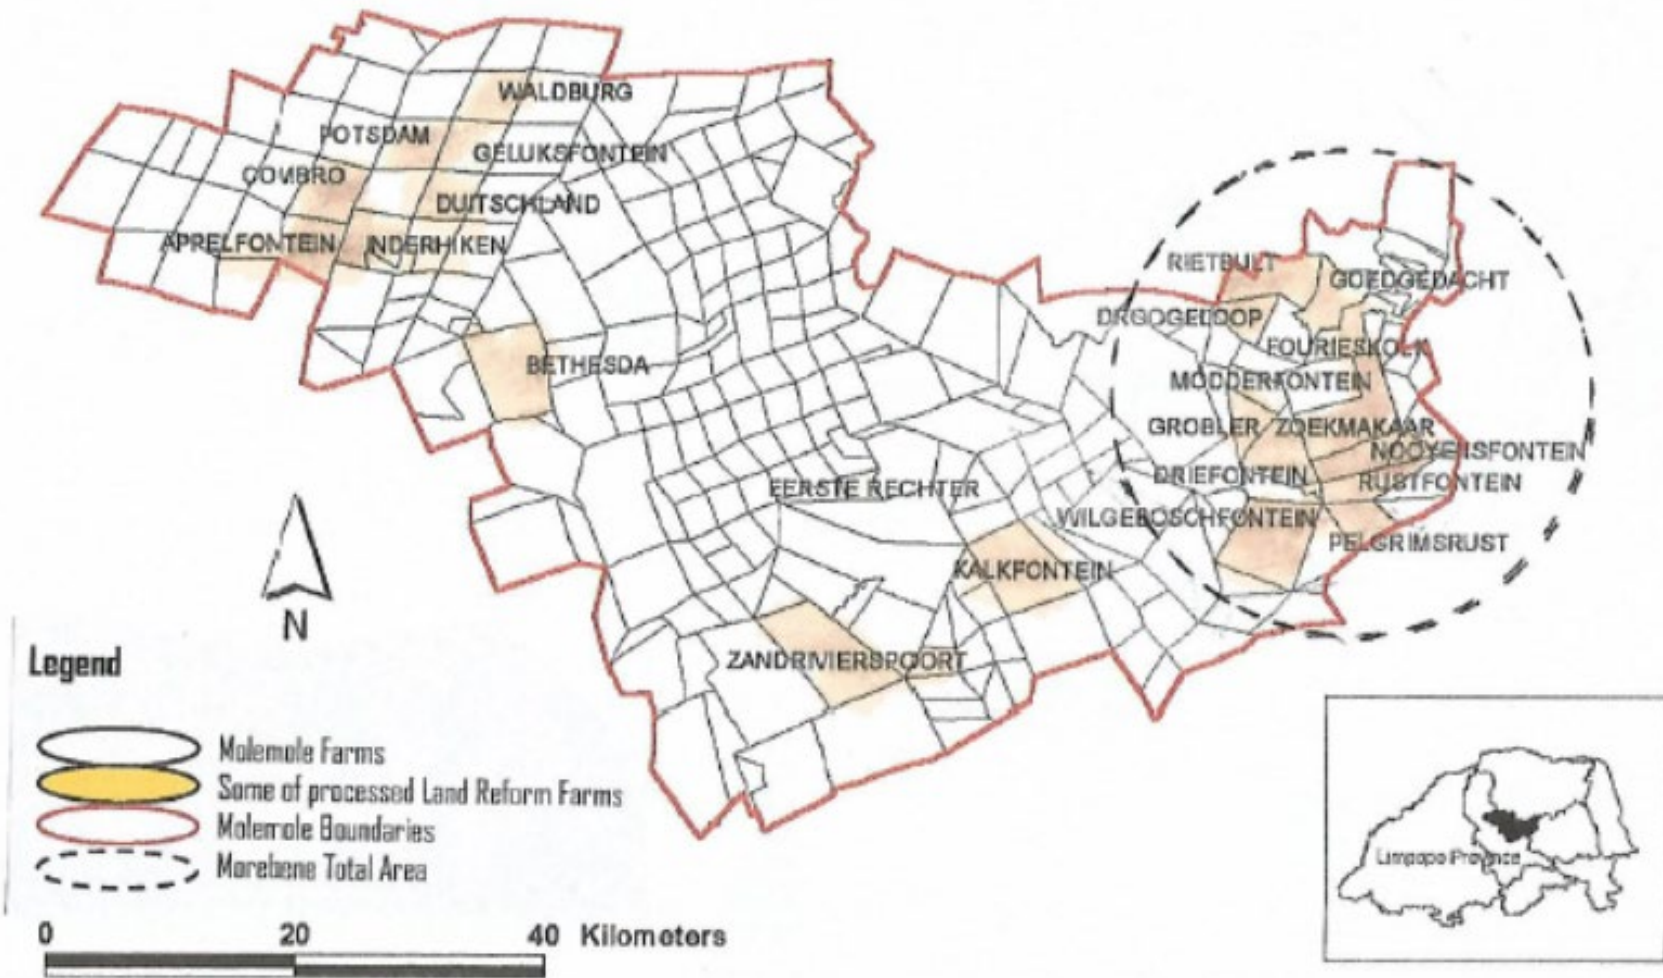 WALDBURG
POTSDAM
GELUKSFONTEIN
COMBRO
DUITSCHLAND
APRELFONTEIN
INDERHIKEN
RIETBULT
GOEDGEDACHT
DROOGELOOP
FOURIESKOLK
BETHESDA
MODDERFONTEIN
GROBLER
ZOEKMAKAAR
NOOYENSFONTEIN
DRIEFONTEIN
RUSTFONTEIN
EERSTE RECHTER
WILGEBOSCHFONTEIN
PELGRIMSRUST
KALKFONTEIN
ZANDRIVIERSPOORT
N
Legend
Molemole Farms
Some of processed Land Reform Farms
Molemole Boundaries
Morebene Total Area
0 20 40 Kilometers
Limpopo Province